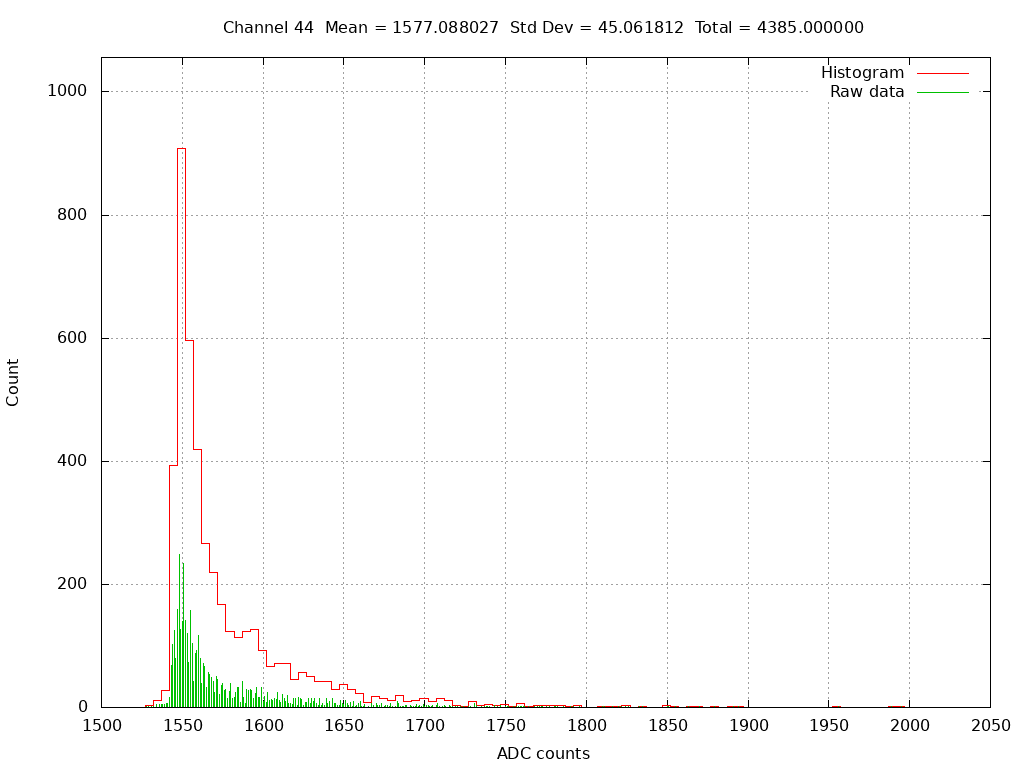 Channel 44  Mean = 1577.088027  Std Dev = 45.061812  Total = 4385.000000
Histogram
Raw data
1000
800
600
400
200
0
Count
1500 1550 1600 1650 1700 1750 1800 1850 1900 1950 2000 2050
ADC counts